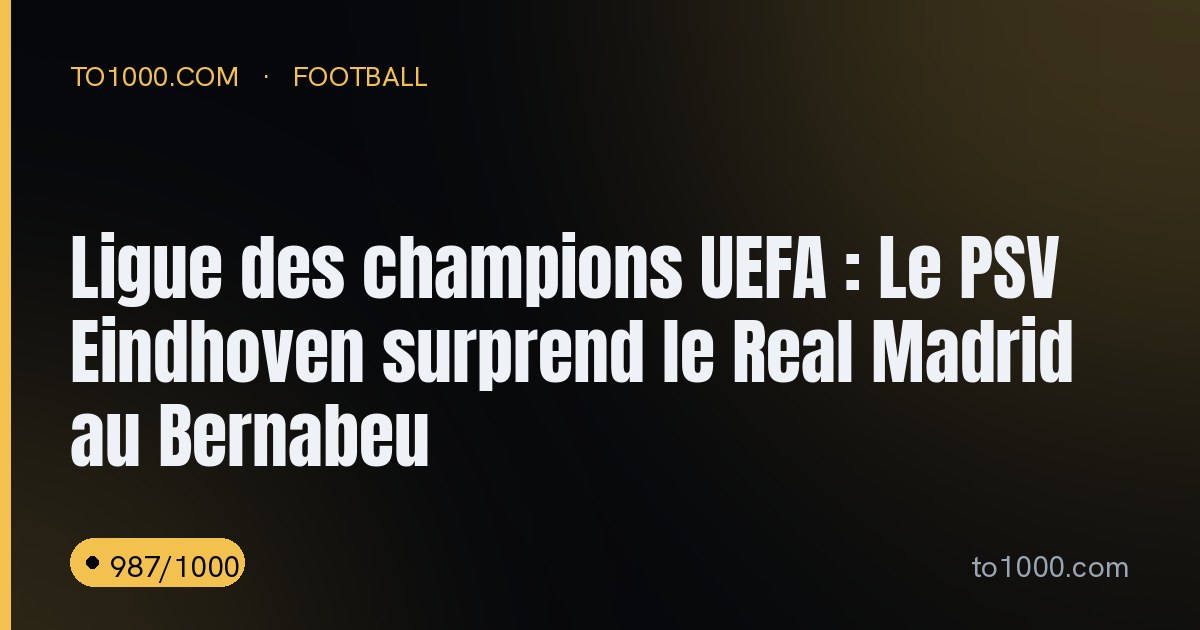 TO1000.COM · FOOTBALL
Ligue des champions UEFA : Le PSV
Eindhoven surprend le Real Madrid
au Bernabeu
987/1000
to1000.com